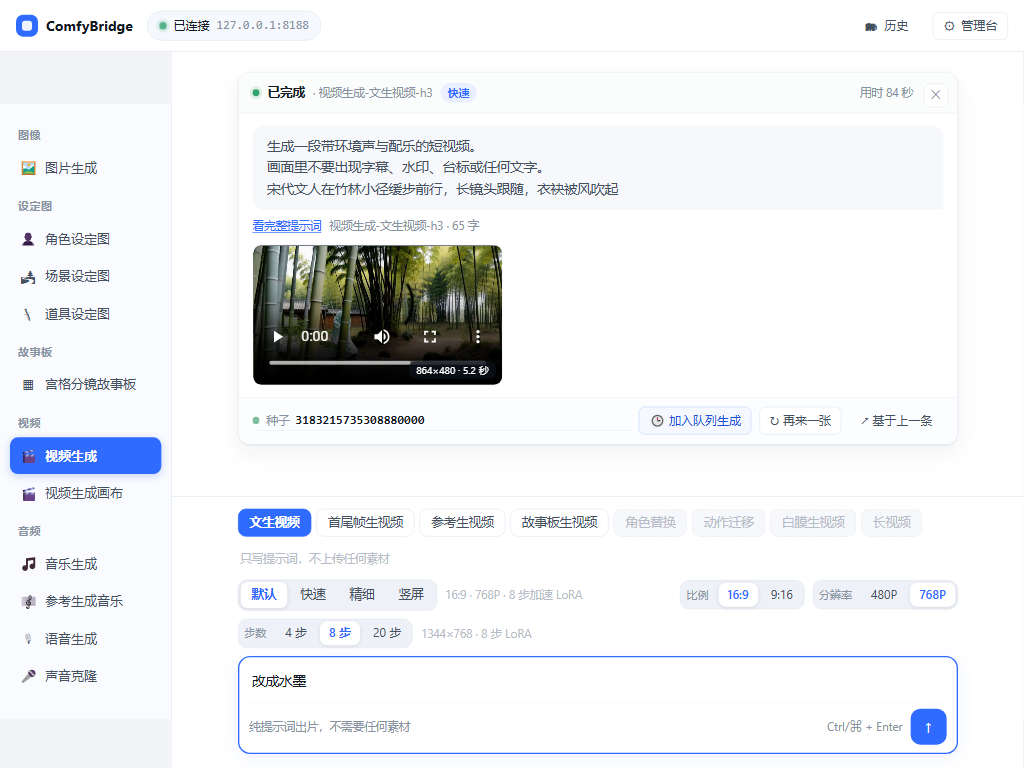 ComfyBridge
已连接 127.0.0.1:8188
历史
管理台
图像
图片生成
设定图
角色设定图
场景设定图
道具设定图
故事板
宫格分镜故事板
视频
视频生成
视频生成画布
音频
音乐生成
参考生成音乐
语音生成
声音克隆
已完成 · 视频生成-文生视频-h3 快速
用时 84 秒
生成一段带环境声与配乐的短视频。
画面里不要出现字幕、水印、台标或任何文字。
宋代文人在竹林小径缓步前行，长镜头跟随，衣袂被风吹起
看完整提示词 视频生成-文生视频-h3 · 65 字
0:00
864×480 · 5.2 秒
种子 3183215735308880000
加入队列生成
↻ 再来一张
↗ 基于上一条
文生视频 首尾帧生视频 参考生视频 故事板生视频 角色替换 动作迁移 白膜生视频 长视频
只写提示词，不上传任何素材
默认 快速 精细 竖屏 16:9 · 768P · 8 步加速 LoRA
比例 16:9 9:16
分辨率 480P 768P
步数 4 步 8 步 20 步 1344×768 · 8 步 LoRA
改成水墨
纯提示词出片，不需要任何素材
Ctrl/⌘ + Enter ↑